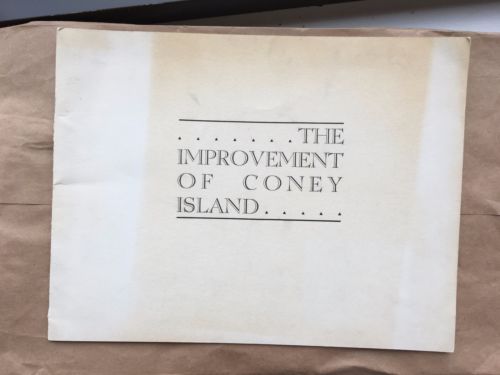 . . . . . . . THE
IMPROVEMENT
OF CONEY
ISLAND . . . . .